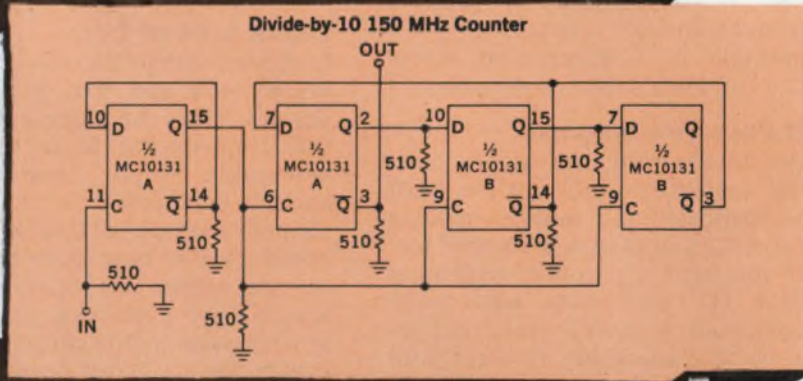 Divide-by-10 150 MHz Counter
OUT
10 D Q 15
7 D Q 2
10 D Q 15
7 D Q
½ MC10131 A
½ MC10131 A
½ MC10131 B
½ MC10131 B
510
510
11 C Q̅ 14
6 C Q̅ 3
9 C Q̅ 14
9 C Q̅ 3
510
510
510
510
510
IN